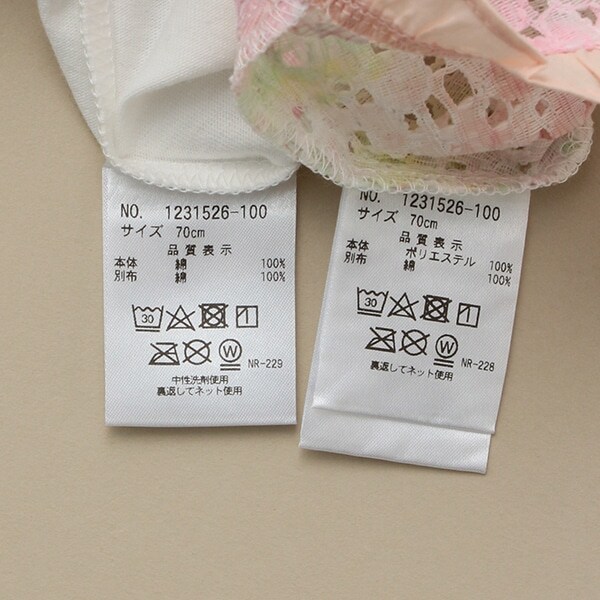 NO. 1231526-100
サイズ 70cm
品質表示
本体 綿 100%
別布 綿 100%
30
W
NR-229
中性洗剤使用
裏返してネット使用
NO. 1231526-100
サイズ 70cm
品質表示
本体 ポリエステル 100%
別布 綿 100%
30
W
NR-228
裏返してネット使用